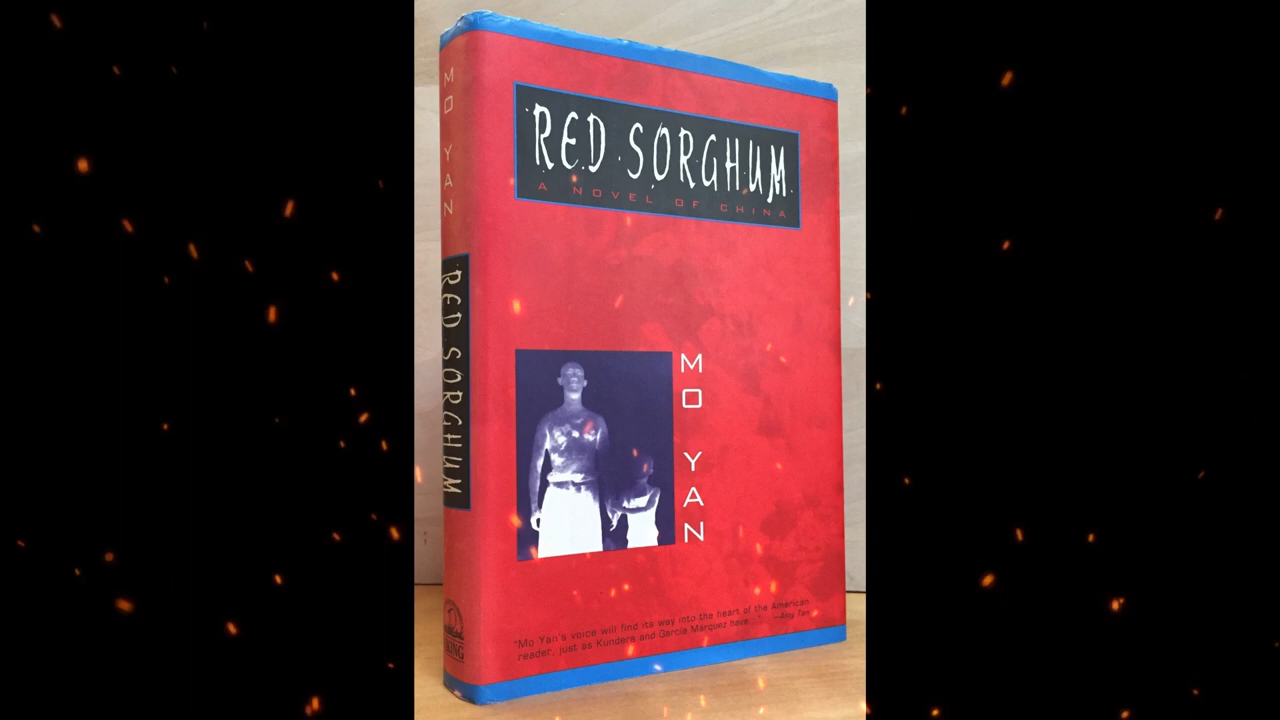 MO YAN
RED SORGHUM
KING
RED SORGHUM
A NOVEL OF CHINA
MO
YAN
"Mo Yan's voice will find its way into the heart of the American
reader, just as Kundera and García Márquez have...." —Amy Tan